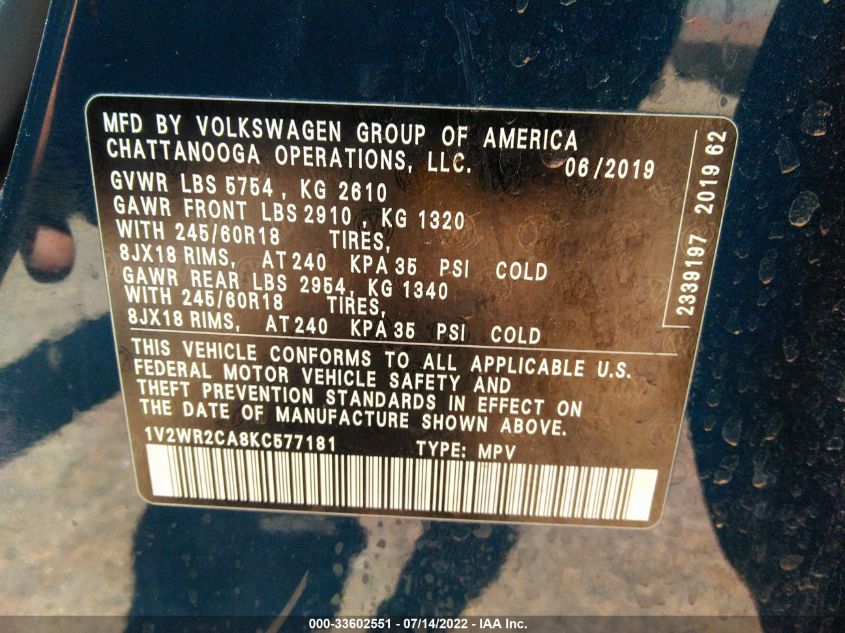 MFD BY VOLKSWAGEN GROUP OF AMERICA
CHATTANOOGA OPERATIONS, LLC. 06/2019
GVWR LBS 5754 , KG 2610
GAWR FRONT LBS 2910 , KG 1320
WITH 245/60R18 TIRES,
8JX18 RIMS, AT 240 KPA 35 PSI COLD
GAWR REAR LBS 2954, KG 1340
WITH 245/60R18 TIRES,
8JX18 RIMS, AT 240 KPA 35 PSI COLD
THIS VEHICLE CONFORMS TO ALL APPLICABLE U.S.
FEDERAL MOTOR VEHICLE SAFETY AND
THEFT PREVENTION STANDARDS IN EFFECT ON
THE DATE OF MANUFACTURE SHOWN ABOVE.
1V2WR2CA8KC577181 TYPE: MPV
2339197 2019 62
000-33602551 - 07/14/2022 - IAA Inc.